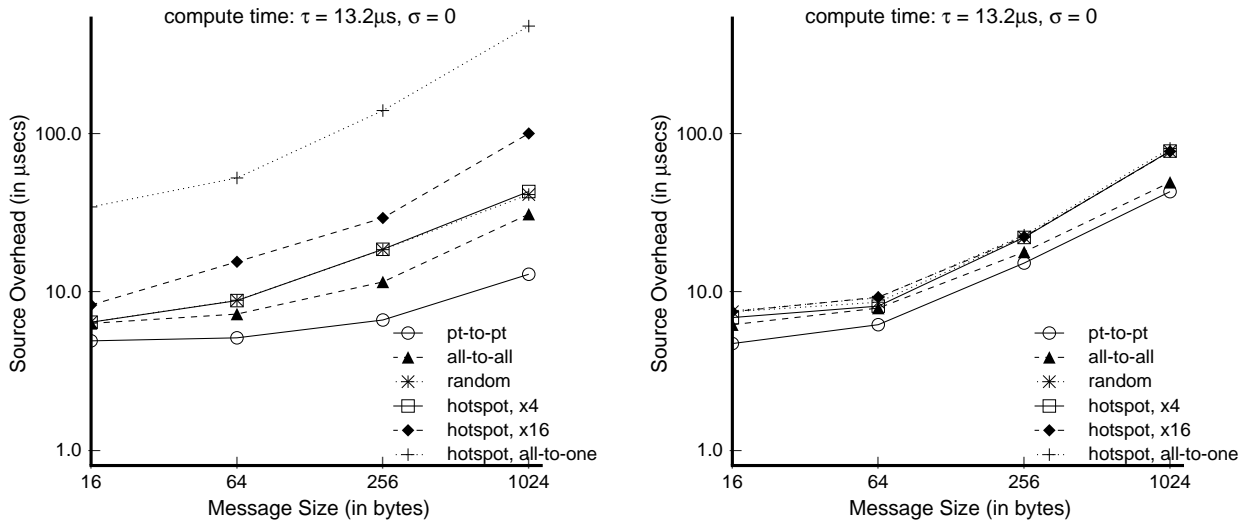 compute time: τ = 13.2μs, σ = 0
Source Overhead (in μsecs)
100.0
10.0
1.0
pt-to-pt
all-to-all
random
hotspot, x4
hotspot, x16
hotspot, all-to-one
16
64
256
1024
Message Size (in bytes)
compute time: τ = 13.2μs, σ = 0
Source Overhead (in μsecs)
100.0
10.0
1.0
pt-to-pt
all-to-all
random
hotspot, x4
hotspot, x16
hotspot, all-to-one
16
64
256
1024
Message Size (in bytes)